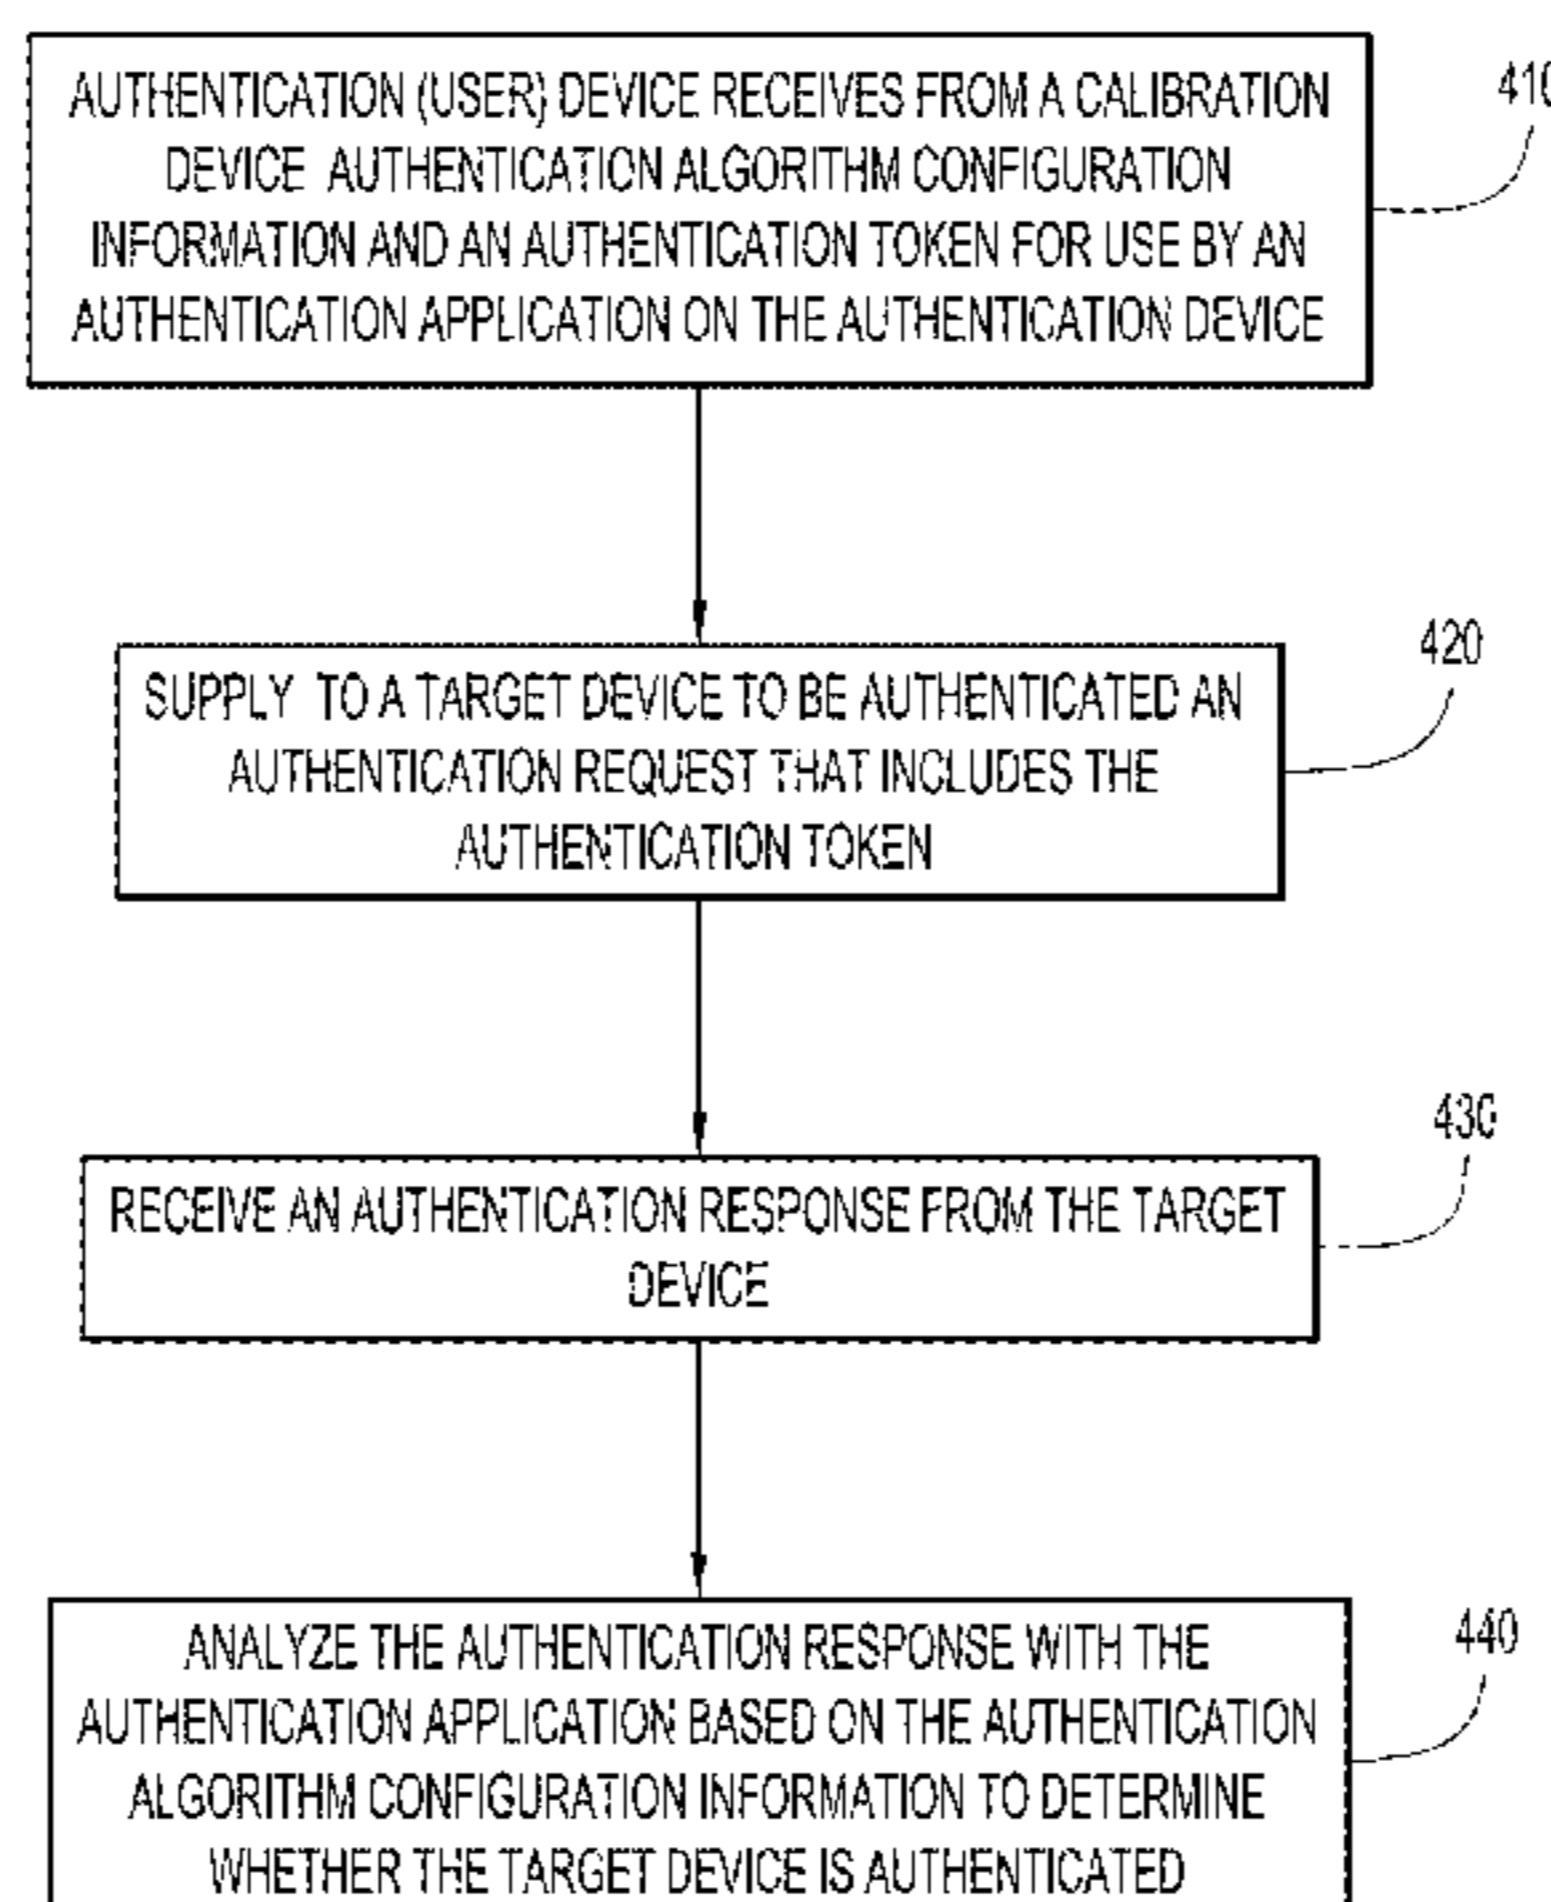 AUTHENTICATION (USER) DEVICE RECEIVES FROM A CALIBRATION
DEVICE AUTHENTICATION ALGORITHM CONFIGURATION
INFORMATION AND AN AUTHENTICATION TOKEN FOR USE BY AN
AUTHENTICATION APPLICATION ON THE AUTHENTICATION DEVICE
410
SUPPLY TO A TARGET DEVICE TO BE AUTHENTICATED AN
AUTHENTICATION REQUEST THAT INCLUDES THE
AUTHENTICATION TOKEN
420
RECEIVE AN AUTHENTICATION RESPONSE FROM THE TARGET
DEVICE
430
ANALYZE THE AUTHENTICATION RESPONSE WITH THE
AUTHENTICATION APPLICATION BASED ON THE AUTHENTICATION
ALGORITHM CONFIGURATION INFORMATION TO DETERMINE
WHETHER THE TARGET DEVICE IS AUTHENTICATED
440